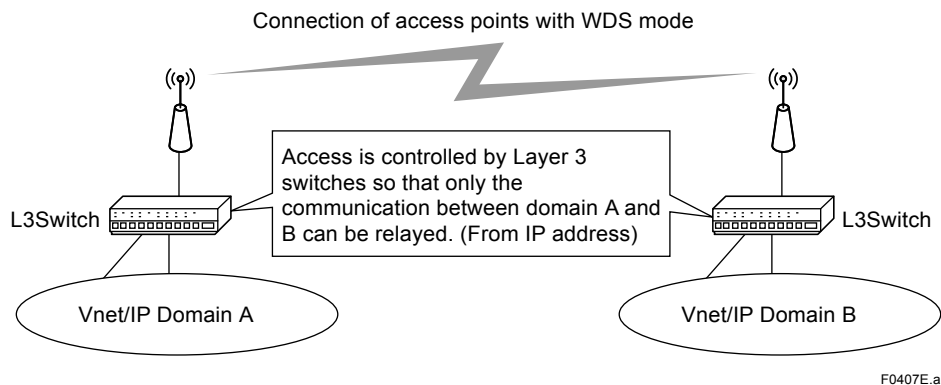 Connection of access points with WDS mode
Access is controlled by Layer 3
switches so that only the
communication between domain A and
B can be relayed. (From IP address)
L3Switch
L3Switch
Vnet/IP Domain A
Vnet/IP Domain B
F0407E.a